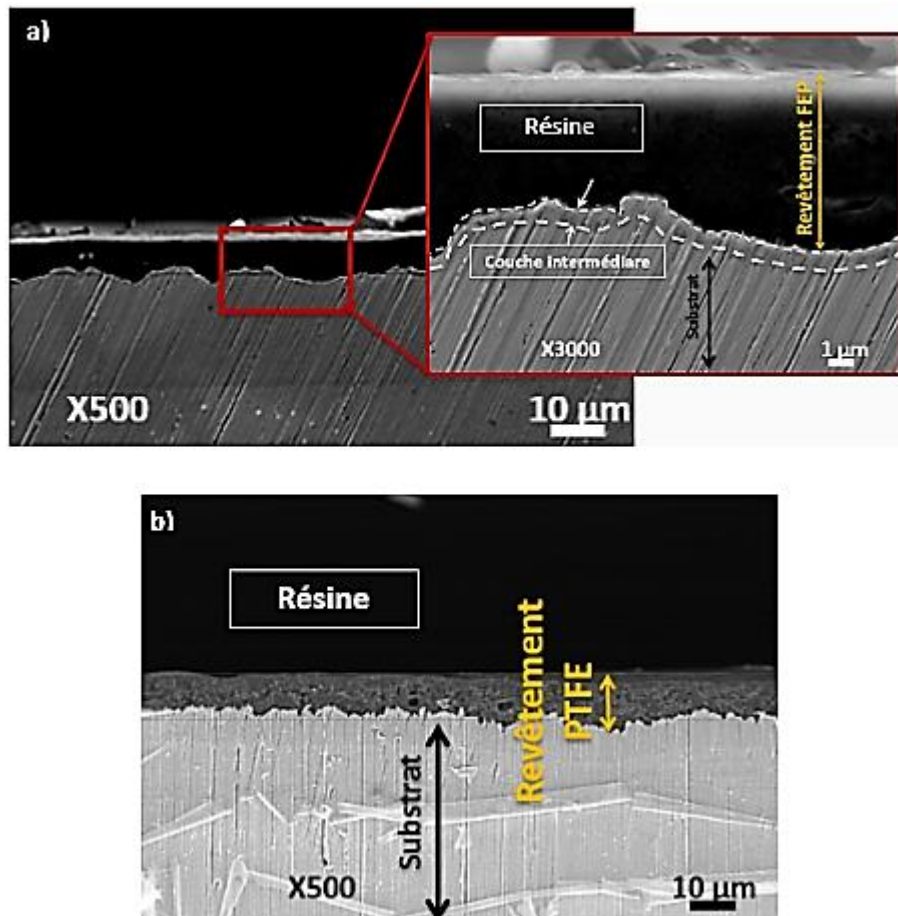 a)
Résine
Revêtement FEP
Couche intermédiare
Substrat
X3000
1 µm
X500
10 µm
b)
Résine
Revêtement
PTFE
Substrat
X500
10 µm